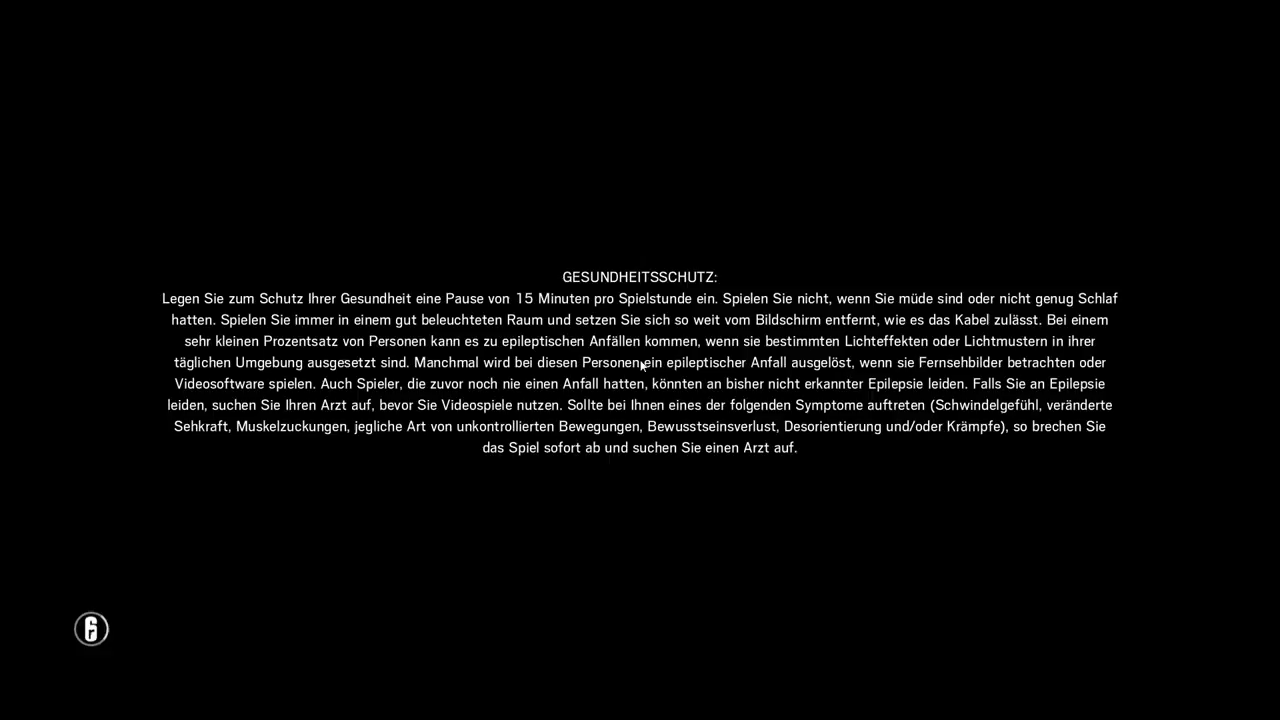 GESUNDHEITSSCHUTZ:
Legen Sie zum Schutz Ihrer Gesundheit eine Pause von 15 Minuten pro Spielstunde ein. Spielen Sie nicht, wenn Sie müde sind oder nicht genug Schlaf
hatten. Spielen Sie immer in einem gut beleuchteten Raum und setzen Sie sich so weit vom Bildschirm entfernt, wie es das Kabel zulässt. Bei einem
sehr kleinen Prozentsatz von Personen kann es zu epileptischen Anfällen kommen, wenn sie bestimmten Lichteffekten oder Lichtmustern in ihrer
täglichen Umgebung ausgesetzt sind. Manchmal wird bei diesen Personen ein epileptischer Anfall ausgelöst, wenn sie Fernsehbilder betrachten oder
Videosoftware spielen. Auch Spieler, die zuvor noch nie einen Anfall hatten, könnten an bisher nicht erkannter Epilepsie leiden. Falls Sie an Epilepsie
leiden, suchen Sie Ihren Arzt auf, bevor Sie Videospiele nutzen. Sollte bei Ihnen eines der folgenden Symptome auftreten (Schwindelgefühl, veränderte
Sehkraft, Muskelzuckungen, jegliche Art von unkontrollierten Bewegungen, Bewusstseinsverlust, Desorientierung und/oder Krämpfe), so brechen Sie
das Spiel sofort ab und suchen Sie einen Arzt auf.
6